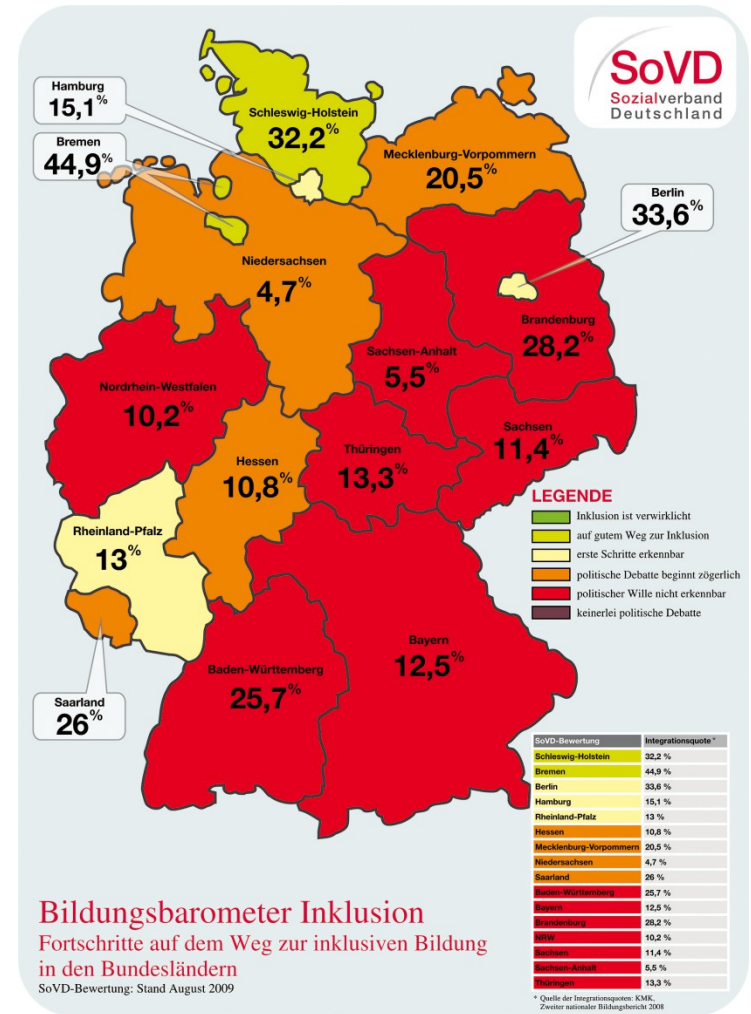 SoVD
Sozialverband
Deutschland
Hamburg
15,1%
Schleswig-Holstein
32,2%
Bremen
44,9%
Mecklenburg-Vorpommern
20,5%
Berlin
33,6%
Niedersachsen
4,7%
Brandenburg
28,2%
Sachsen-Anhalt
5,5%
Nordrhein-Westfalen
10,2%
Sachsen
11,4%
Thüringen
13,3%
Hessen
10,8%
Rheinland-Pfalz
13%
Saarland
26%
Baden-Württemberg
25,7%
Bayern
12,5%
LEGENDE
Inklusion ist verwirklicht
auf gutem Weg zur Inklusion
erste Schritte erkennbar
politische Debatte beginnt zögerlich
politischer Wille nicht erkennbar
keinerlei politische Debatte
SoVD-Bewertung Integrationsquote *
Schleswig-Holstein 32,2 %
Bremen 44,9 %
Berlin 33,6 %
Hamburg 15,1 %
Rheinland-Pfalz 13 %
Hessen 10,8 %
Mecklenburg-Vorpommern 20,5 %
Niedersachsen 4,7 %
Saarland 26 %
Baden-Württemberg 25,7 %
Bayern 12,5 %
Brandenburg 28,2 %
NRW 10,2 %
Sachsen 11,4 %
Sachsen-Anhalt 5,5 %
Thüringen 13,3 %
* Quelle der Integrationsquoten: KMK,
Zweiter nationaler Bildungsbericht 2008
Bildungsbarometer Inklusion
Fortschritte auf dem Weg zur inklusiven Bildung
in den Bundesländern
SoVD-Bewertung: Stand August 2009